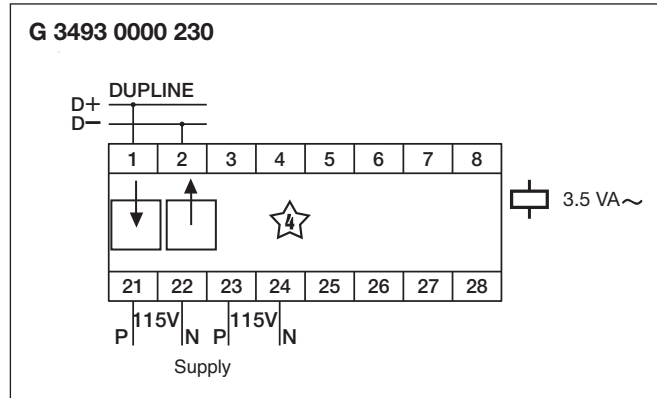 G 3493 0000 230
DUPLINE
D+
D−
1 2 3 4 5 6 7 8
4
3.5 VA~
21 22 23 24 25 26 27 28
P 115V N P 115V N
Supply